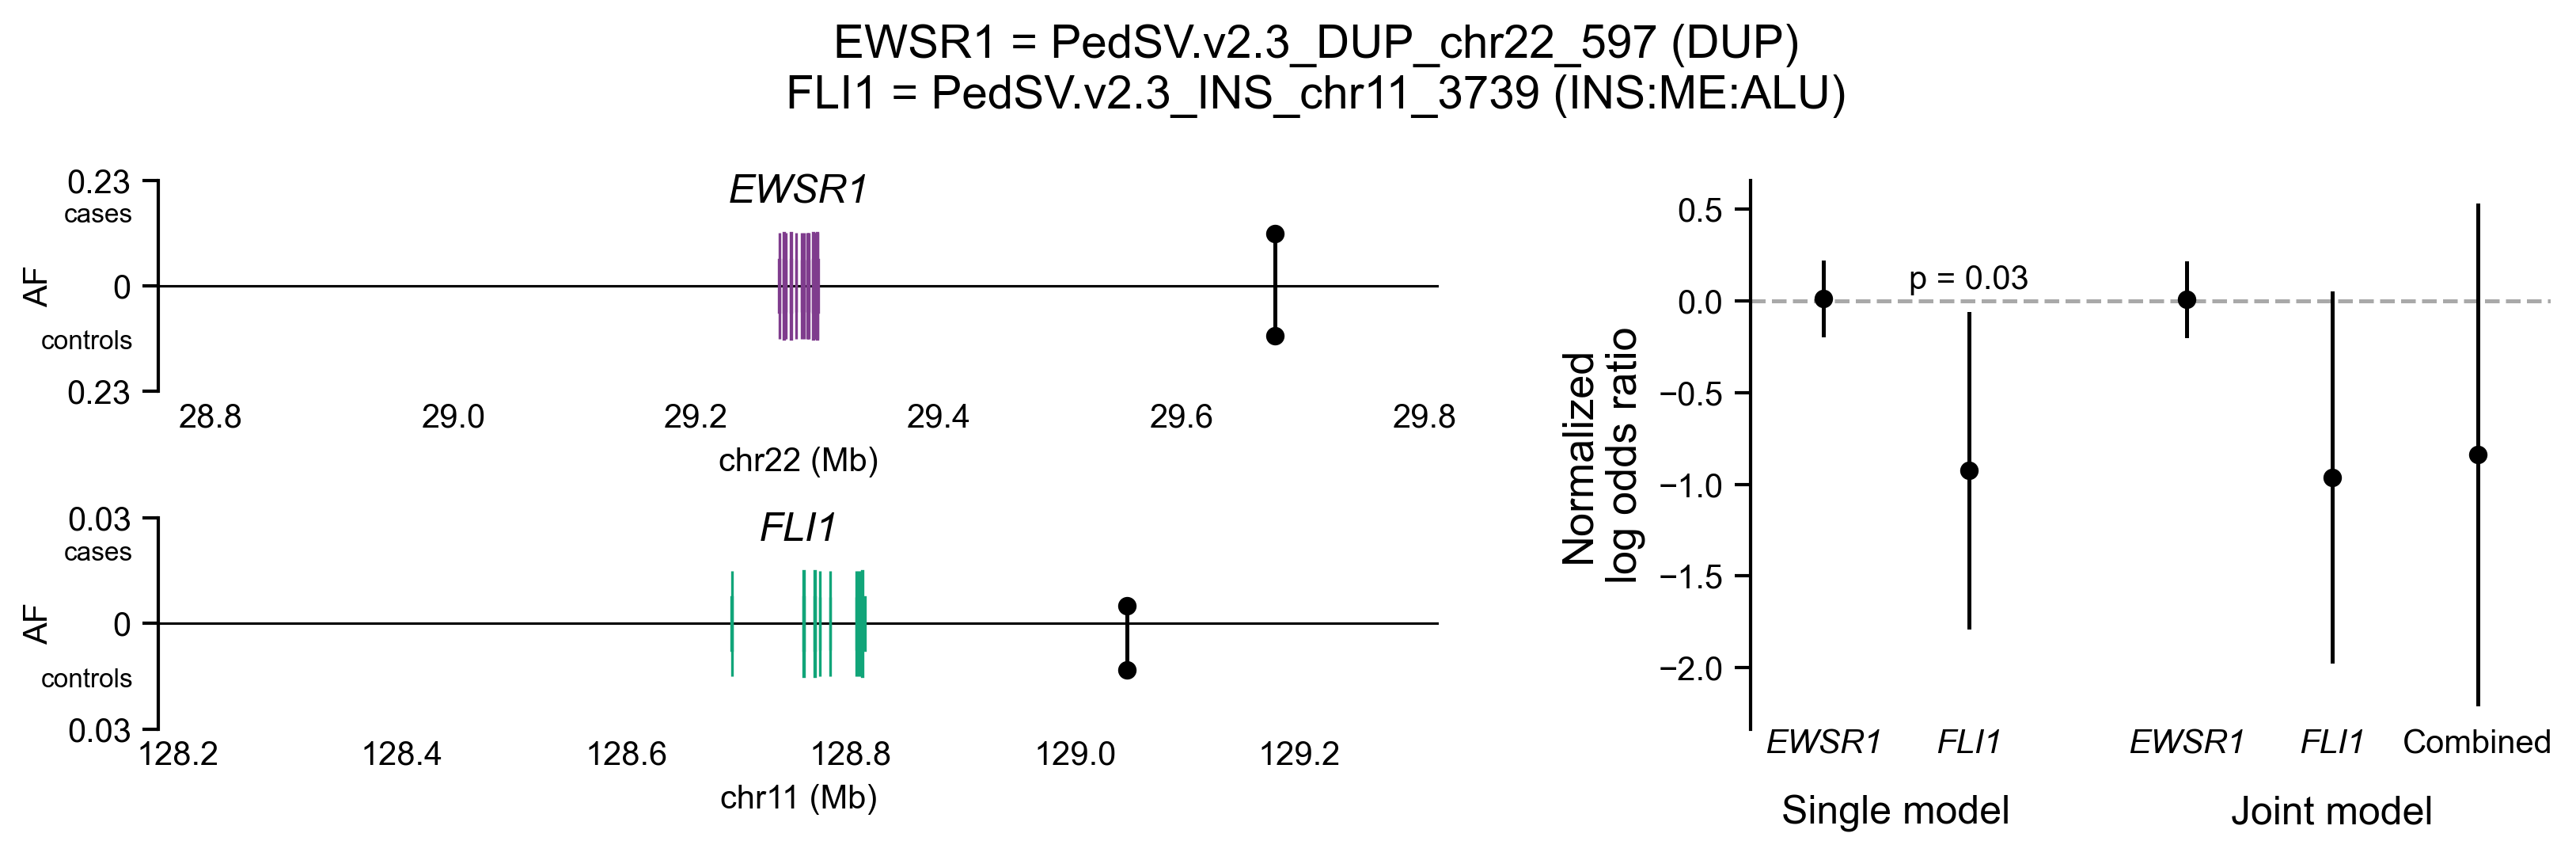 EWSR1 = PedSV.v2.3_DUP_chr22_597 (DUP)
FLI1 = PedSV.v2.3_INS_chr11_3739 (INS:ME:ALU)
EWSR1
0.23
cases
AF
0
controls
0.23
28.8 29.0 29.2 29.4 29.6 29.8
chr22 (Mb)
FLI1
0.03
cases
AF
0
controls
0.03
128.2 128.4 128.6 128.8 129.0 129.2
chr11 (Mb)
Normalized
log odds ratio
0.5
0.0
−0.5
−1.0
−1.5
−2.0
p = 0.03
EWSR1 FLI1 EWSR1 FLI1 Combined
Single model Joint model